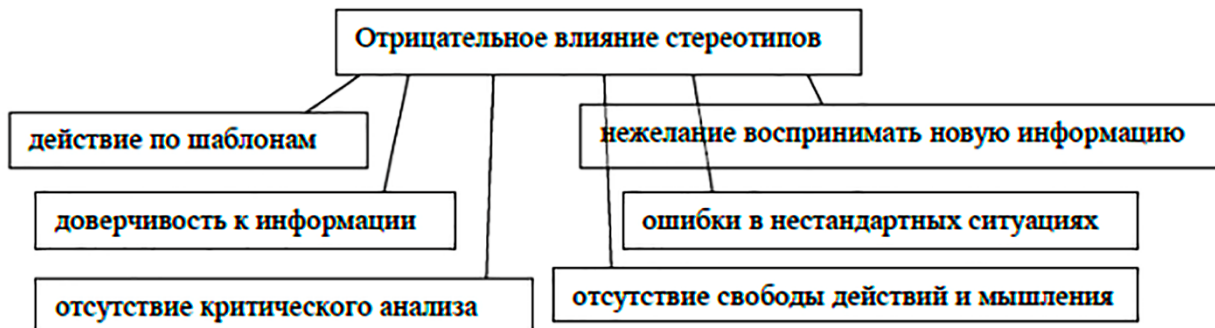 Отрицательное влияние стереотипов
действие по шаблонам
нежелание воспринимать новую информацию
доверчивость к информации
ошибки в нестандартных ситуациях
отсутствие критического анализа
отсутствие свободы действий и мышления